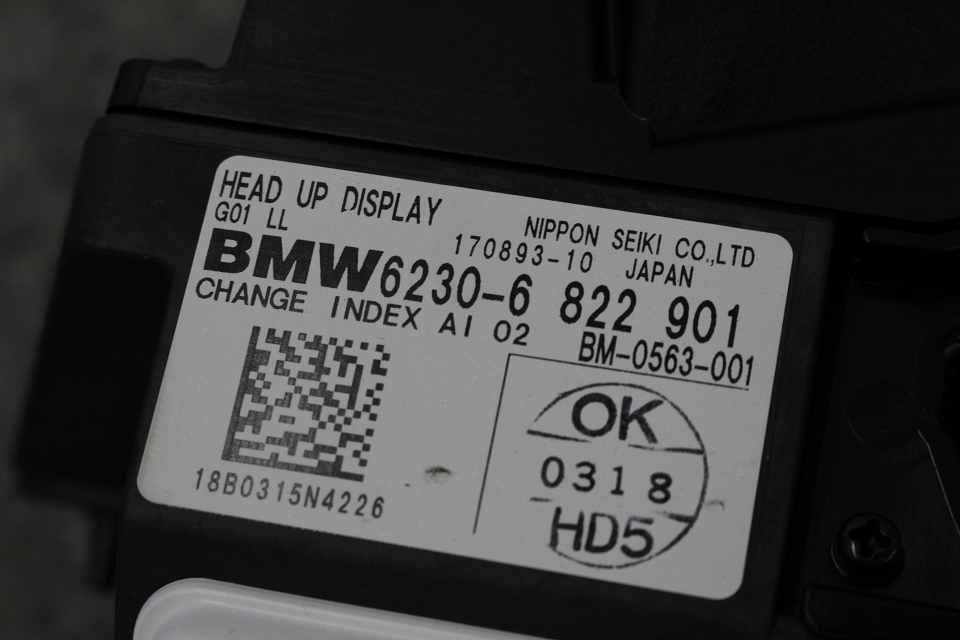 HEAD UP DISPLAY
G01 LL
NIPPON SEIKI CO.,LTD
170893-10 JAPAN
BMW 6230-6 822 901
CHANGE INDEX AI 02
BM-0563-001
OK
0318
HD5
18B0315N4226